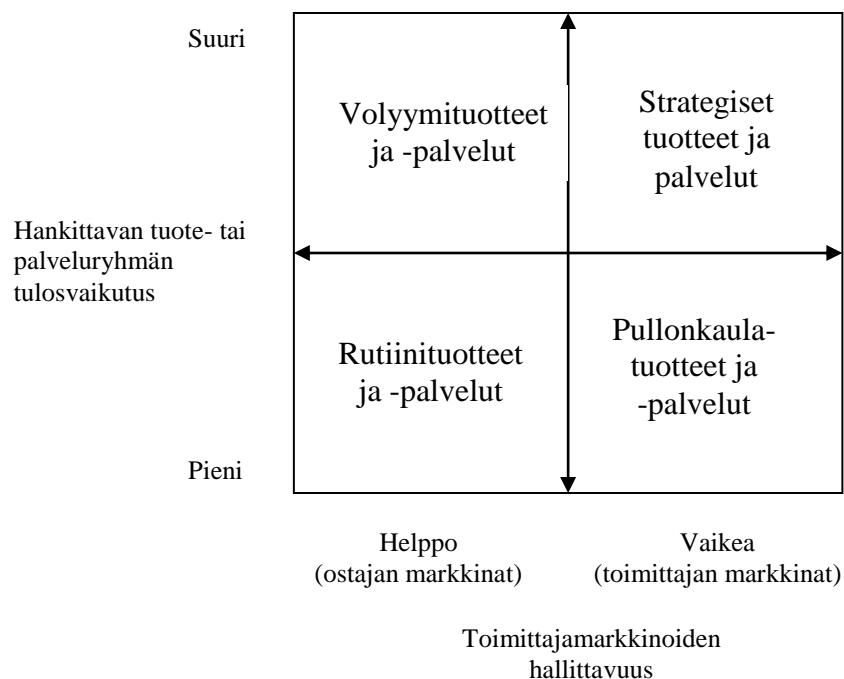 Suuri
Volyymituotteet
ja -palvelut
Strategiset
tuotteet ja
palvelut
Hankittavan tuote- tai
palveluryhmän
tulosvaikutus
Rutiinituotteet
ja -palvelut
Pullonkaula-
tuotteet ja
-palvelut
Pieni
Helppo
(ostajan markkinat)
Vaikea
(toimittajan markkinat)
Toimittajamarkkinoiden
hallittavuus